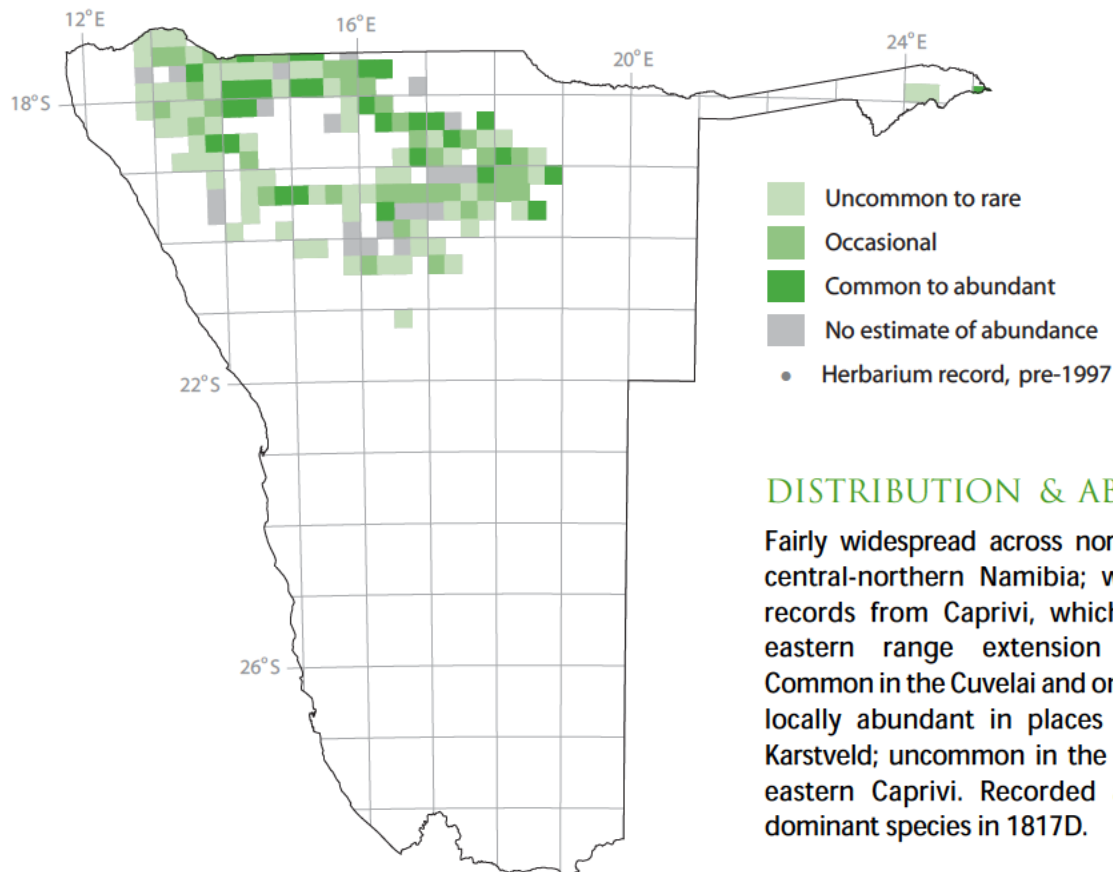 12°E
16°E
20°E
24°E
18°S
22°S
26°S
Uncommon to rare
Occasional
Common to abundant
No estimate of abundance
Herbarium record, pre-1997
DISTRIBUTION & AB
Fairly widespread across nor
central-northern Namibia; w
records from Caprivi, which
eastern range extension
Common in the Cuvelai and or
locally abundant in places
Karstveld; uncommon in the
eastern Caprivi. Recorded
dominant species in 1817D.